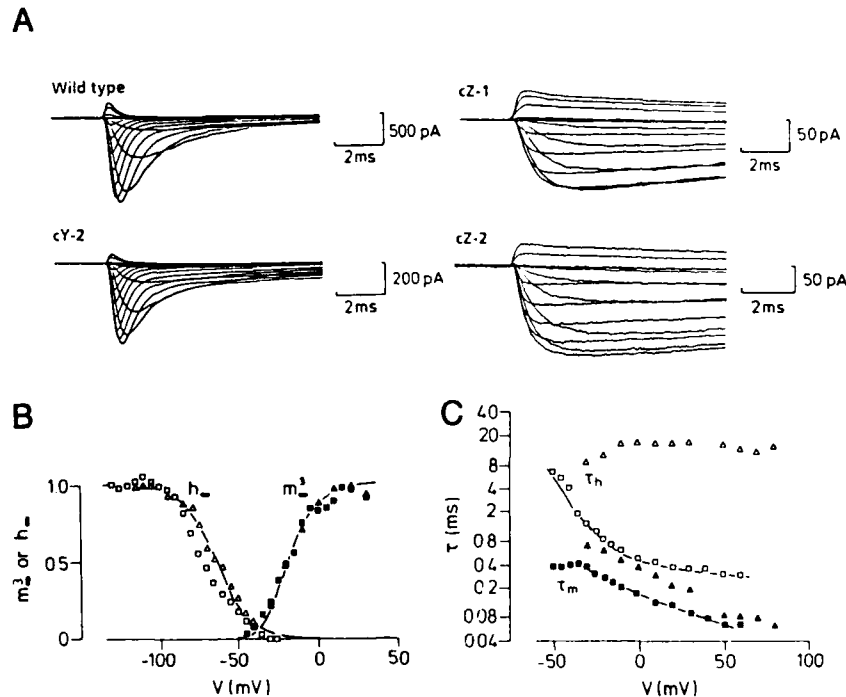 A
Wild type
500 pA
2ms
cZ-1
50 pA
2ms
cY-2
200 pA
2ms
cZ-2
50 pA
2ms
B
h∞
m³∞
1.0
0.5
0
m³∞ or h∞
-100
-50
0
50
V (mV)
C
40
20
8
4
2
0.8
0.4
0.2
0.08
0.04
τ (ms)
τh
τm
-50
0
50
100
V (mV)